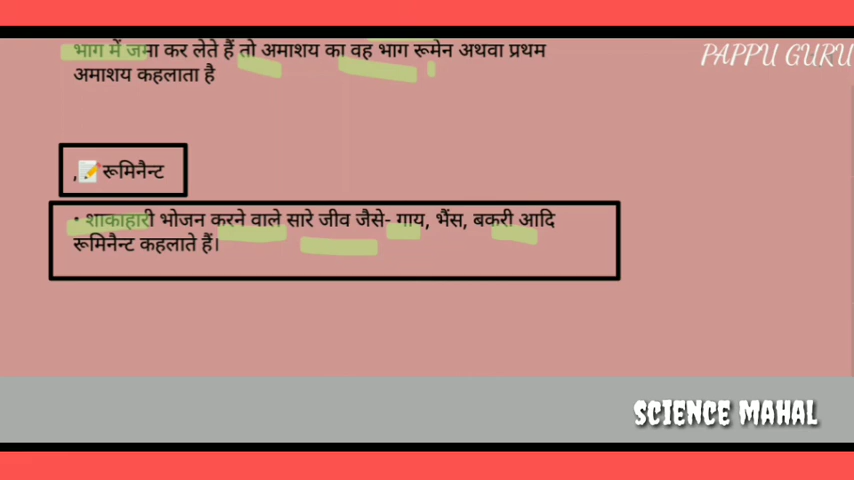 भाग में जमा कर लेते हैं तो अमाशय का वह भाग रूमेन अथवा प्रथम
अमाशय कहलाता है
PAPPU GURU
,📝रूमिनैन्ट
• शाकाहारी भोजन करने वाले सारे जीव जैसे- गाय, भैंस, बकरी आदि
रूमिनैन्ट कहलाते हैं।
SCIENCE MAHAL